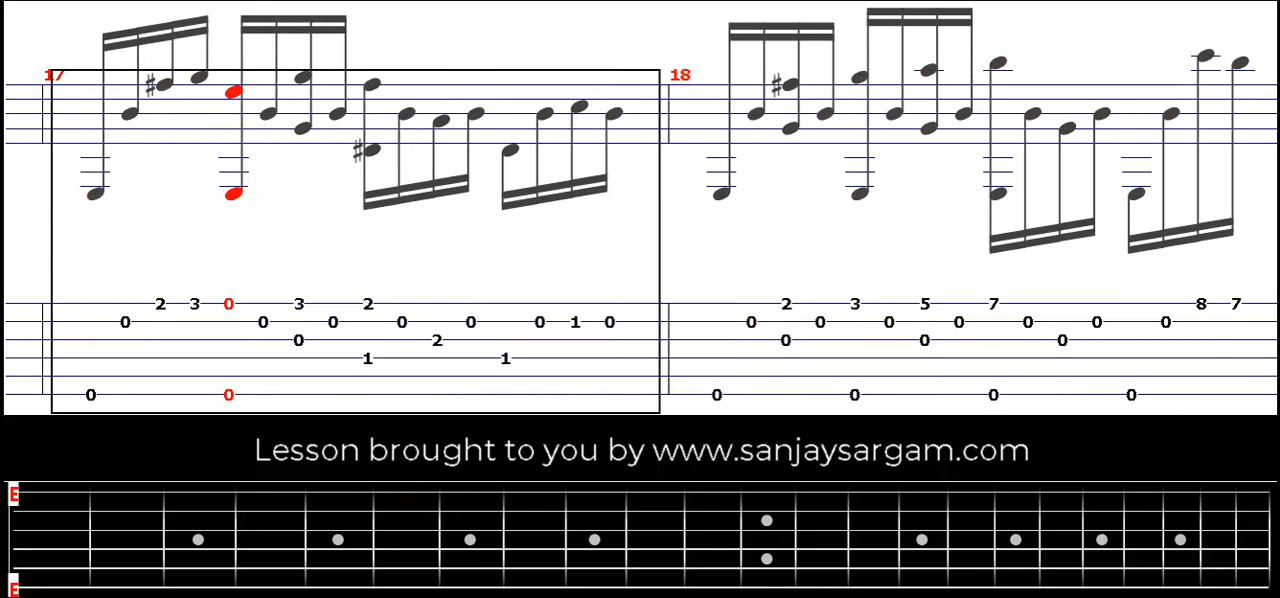 17 18
2 3 0 3 2 2 3 5 7 8 7
0 0 0 0 0 0 1 0 0 0 0 0 0 0 0
0 2 0 0 0
1 1
0 0 0 0 0 0
Lesson brought to you by www.sanjaysargam.com
E
E